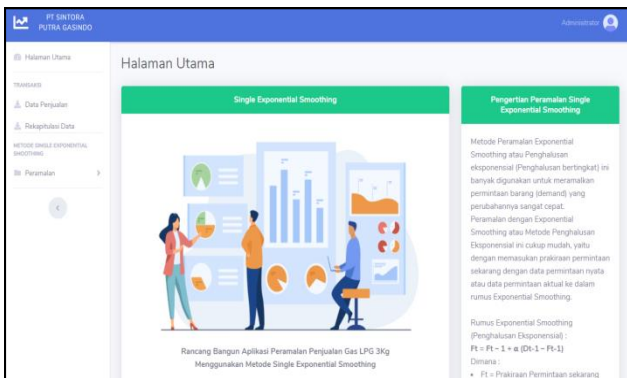 PT SINTORA
PUTRA GASINDO
Administrator
Halaman Utama
TRANSAKSI
Data Penjualan
Rekapitulasi Data
METODE SINGLE EXPONENTIAL
SMOOTHING
Peramalan
Halaman Utama
Single Exponential Smoothing
Rancang Bangun Aplikasi Peramalan Penjualan Gas LPG 3Kg
Menggunakan Metode Single Exponential Smoothing
Pengertian Peramalan Single
Exponential Smoothing
Metode Peramalan Exponential
Smoothing atau Penghalusan
eksponensial (Penghalusan bertingkat) ini
banyak digunakan untuk meramalkan
permintaan barang (demand) yang
perubahannya sangat cepat.
Peramalan dengan Exponential
Smoothing atau Metode Penghalusan
Eksponensial ini cukup mudah, yaitu
dengan memasukan prakiraan permintaan
sekarang dengan data permintaan nyata
atau data permintaan aktual ke dalam
rumus Exponential Smoothing.
Rumus Exponential Smoothing
(Penghalusan Eksponensial) :
Ft = Ft – 1 + α (Dt-1 – Ft-1)
Dimana :
• Ft = Prakiraan Permintaan sekarang